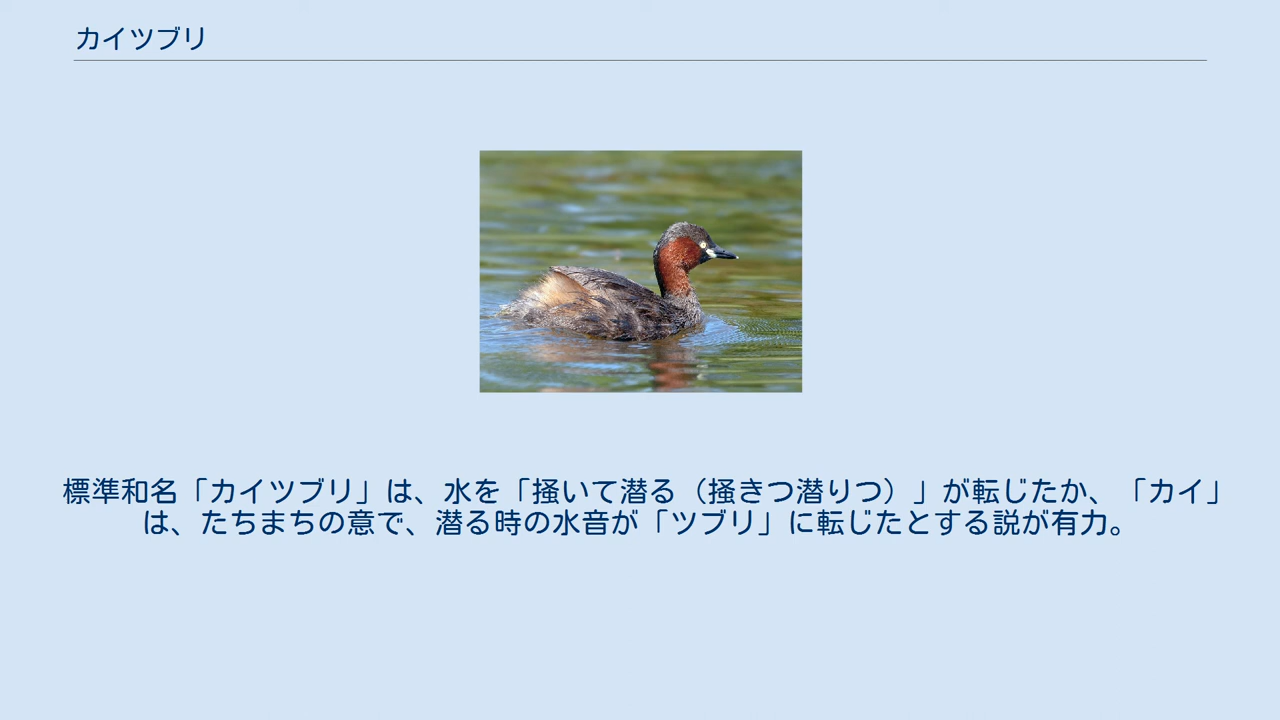 カイツブリ
標準和名「カイツブリ」は、水を「掻いて潜る（掻きつ潜りつ）」が転じたか、「カイ」
は、たちまちの意で、潜る時の水音が「ツブリ」に転じたとする説が有力。